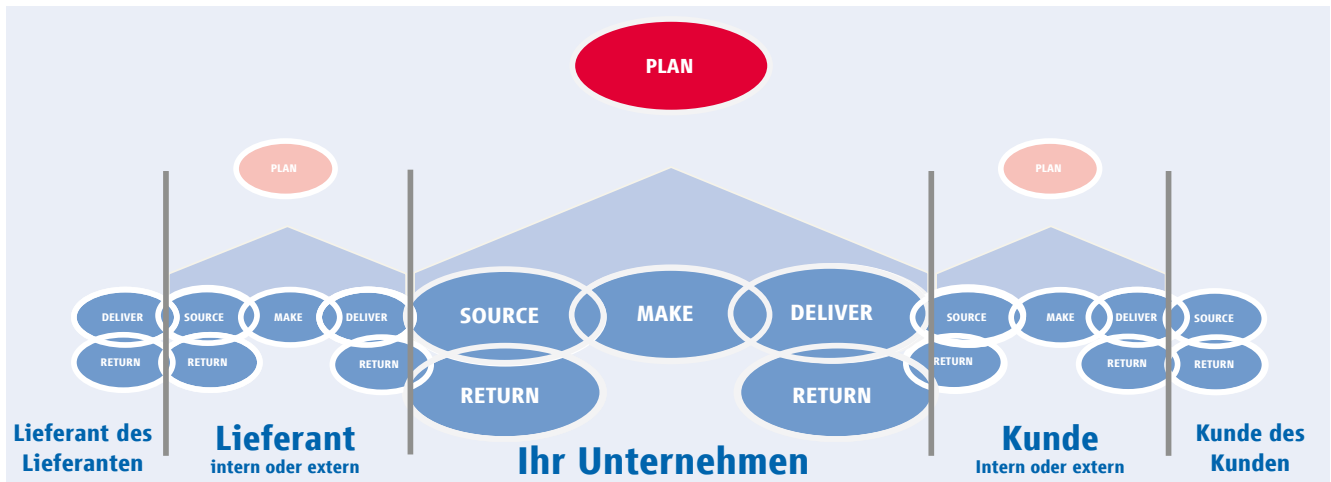 PLAN
PLAN
PLAN
DELIVER
SOURCE
MAKE
DELIVER
SOURCE
MAKE
DELIVER
SOURCE
MAKE
DELIVER
SOURCE
RETURN
RETURN
RETURN
RETURN
RETURN
RETURN
RETURN
RETURN
Lieferant des
Lieferanten
Lieferant
intern oder extern
Ihr Unternehmen
Kunde
Intern oder extern
Kunde des
Kunden